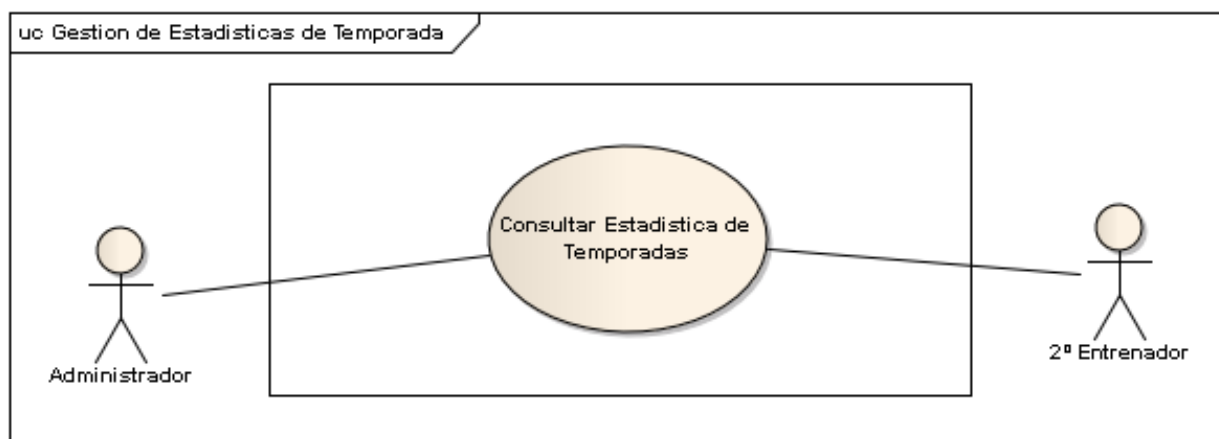 uc Gestion de Estadisticas de Temporada
Consultar Estadistica de
Temporadas
Administrador
2º Entrenador